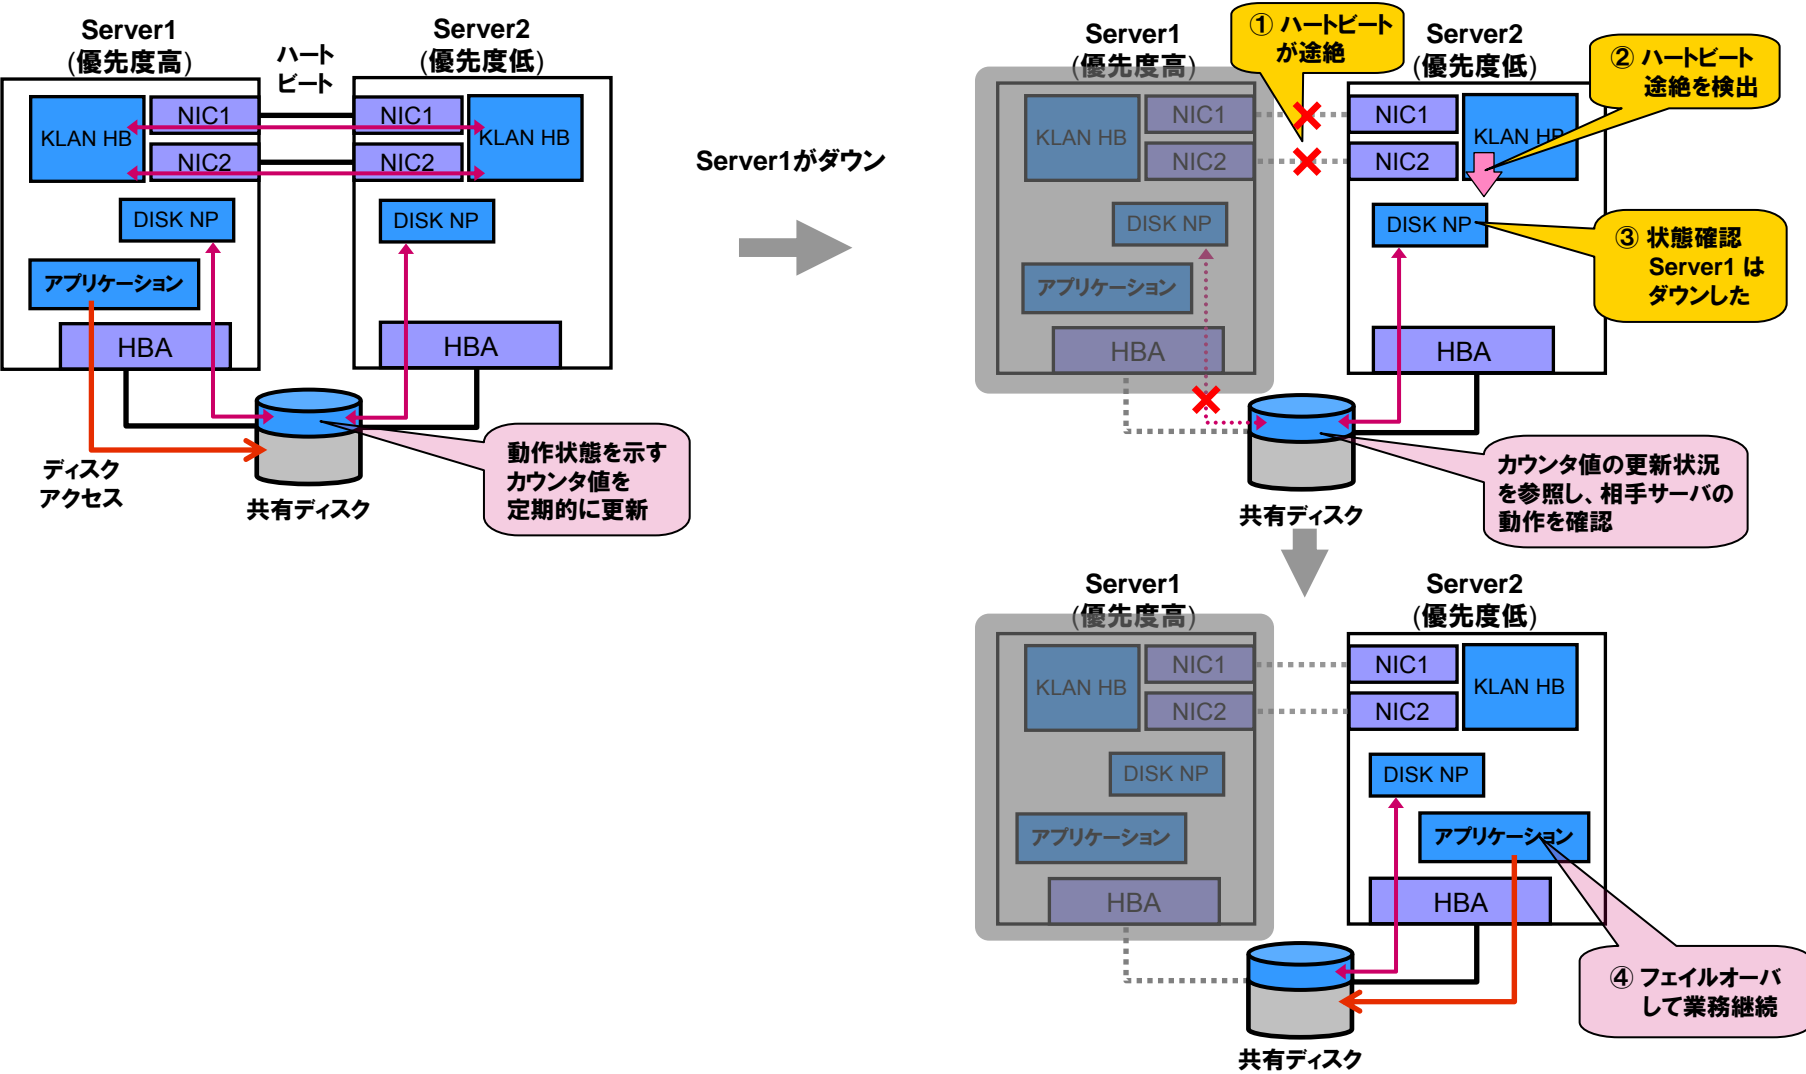 Server1
(優先度高)
ハート
ビート
Server2
(優先度低)
KLAN HB
NIC1
NIC2
NIC1
NIC2
KLAN HB
DISK NP
DISK NP
アプリケーション
HBA
HBA
ディスク
アクセス
共有ディスク
動作状態を示す
カウンタ値を
定期的に更新
Server1がダウン
Server1
(優先度高)
① ハートビート
が途絶
Server2
(優先度低)
② ハートビート
途絶を検出
KLAN HB
NIC1
NIC2
NIC1
NIC2
KLAN HB
DISK NP
DISK NP
③ 状態確認
Server1 は
ダウンした
アプリケーション
HBA
HBA
共有ディスク
カウンタ値の更新状況
を参照し、相手サーバの
動作を確認
Server1
(優先度高)
Server2
(優先度低)
KLAN HB
NIC1
NIC2
NIC1
NIC2
KLAN HB
DISK NP
DISK NP
アプリケーション
アプリケーション
HBA
HBA
④ フェイルオーバ
して業務継続
共有ディスク